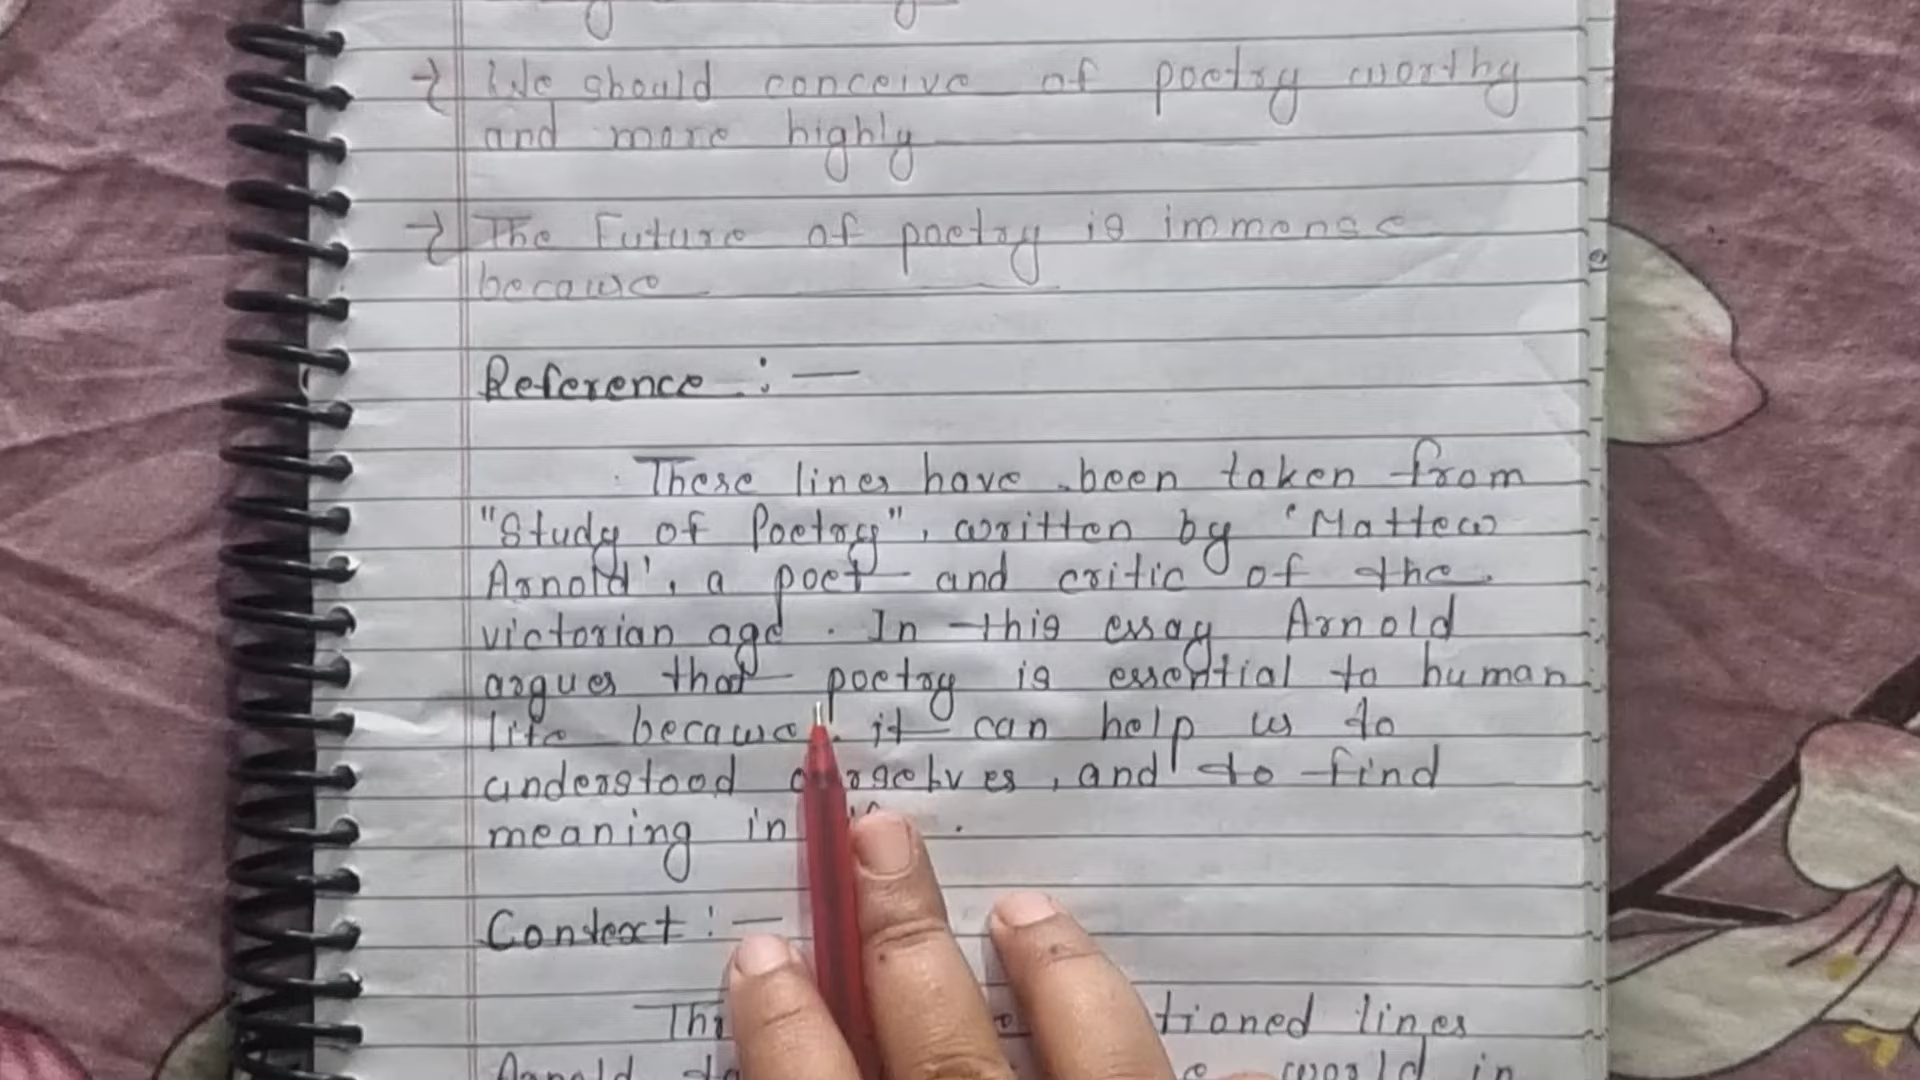 → We should conceive of poetry worthy
and more highly
→ The Future of poetry is immense
because
Reference :—
These lines have been taken from
"Study of Poetry", written by 'Mattew
Arnold', a poet and critic of the
victorian age. In this essay Arnold
argues that poetry is essential to human
life because it can help us to
understood ourselves, and to find
meaning in
Context :—
tioned lines
Arnold
world in